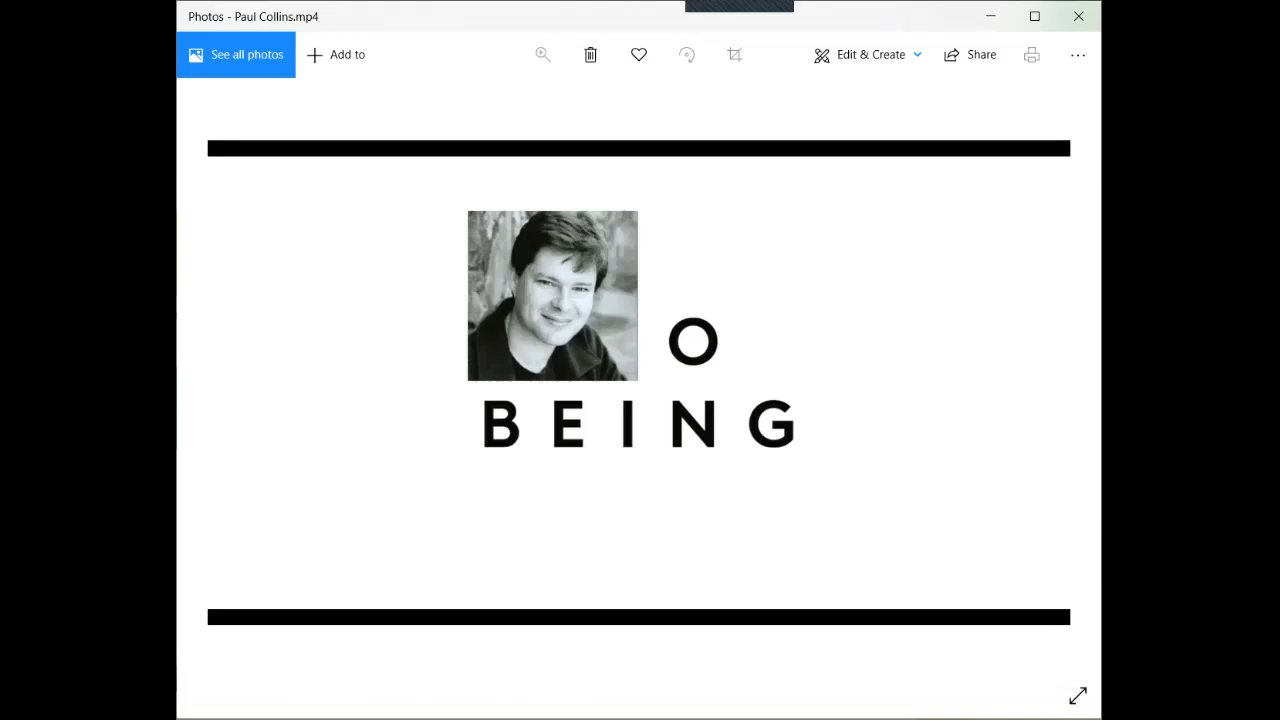 Photos - Paul Collins.mp4
See all photos
Add to
Edit & Create
Share
O
BEING